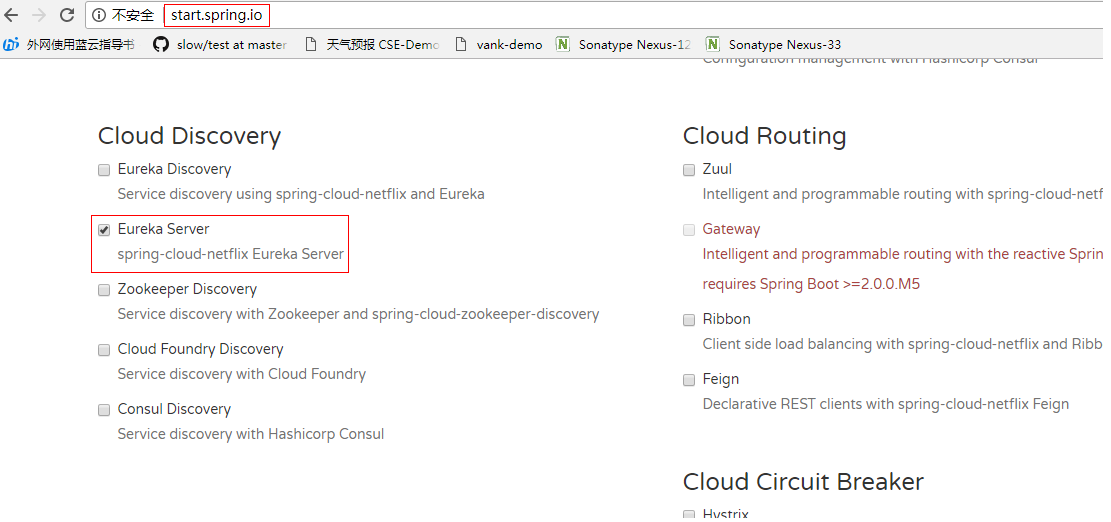 不安全 start.spring.io
外网使用蓝云指导书 slow/test at master 天气预报 CSE-Demo vank-demo Sonatype Nexus-12 Sonatype Nexus-33
Configuration management with Hashicorp Consul
Cloud Discovery
Eureka Discovery
Service discovery using spring-cloud-netflix and Eureka
Eureka Server
spring-cloud-netflix Eureka Server
Zookeeper Discovery
Service discovery with Zookeeper and spring-cloud-zookeeper-discovery
Cloud Foundry Discovery
Service discovery with Cloud Foundry
Consul Discovery
Service discovery with Hashicorp Consul
Cloud Routing
Zuul
Intelligent and programmable routing with spring-cloud-netf
Gateway
Intelligent and programmable routing with the reactive Sprin
requires Spring Boot >=2.0.0.M5
Ribbon
Client side load balancing with spring-cloud-netflix and Ribb
Feign
Declarative REST clients with spring-cloud-netflix Feign
Cloud Circuit Breaker
Hystrix